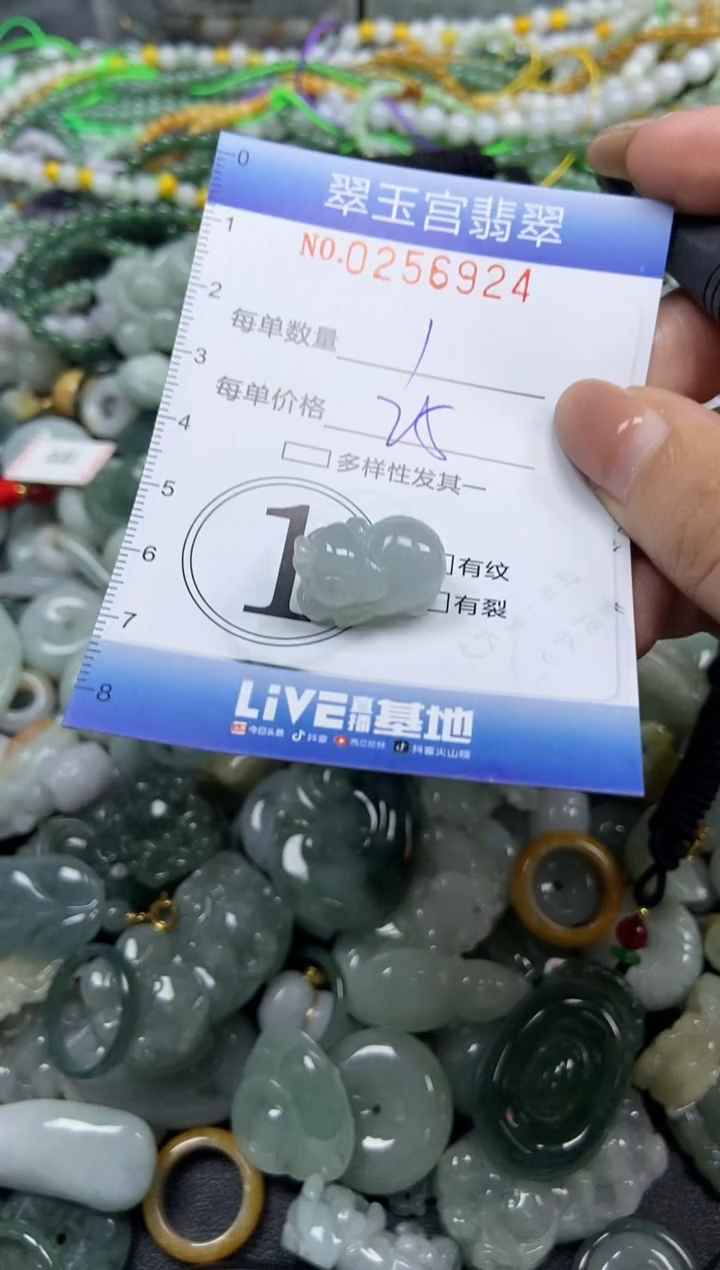 翠玉宫翡翠
NO.0256924
每单数量 1
每单价格 25
多样性发其一
1
有纹
有裂
LiVE直播基地
今日头条 抖音 西瓜视频 抖音火山版
0
1
2
3
4
5
6
7
8